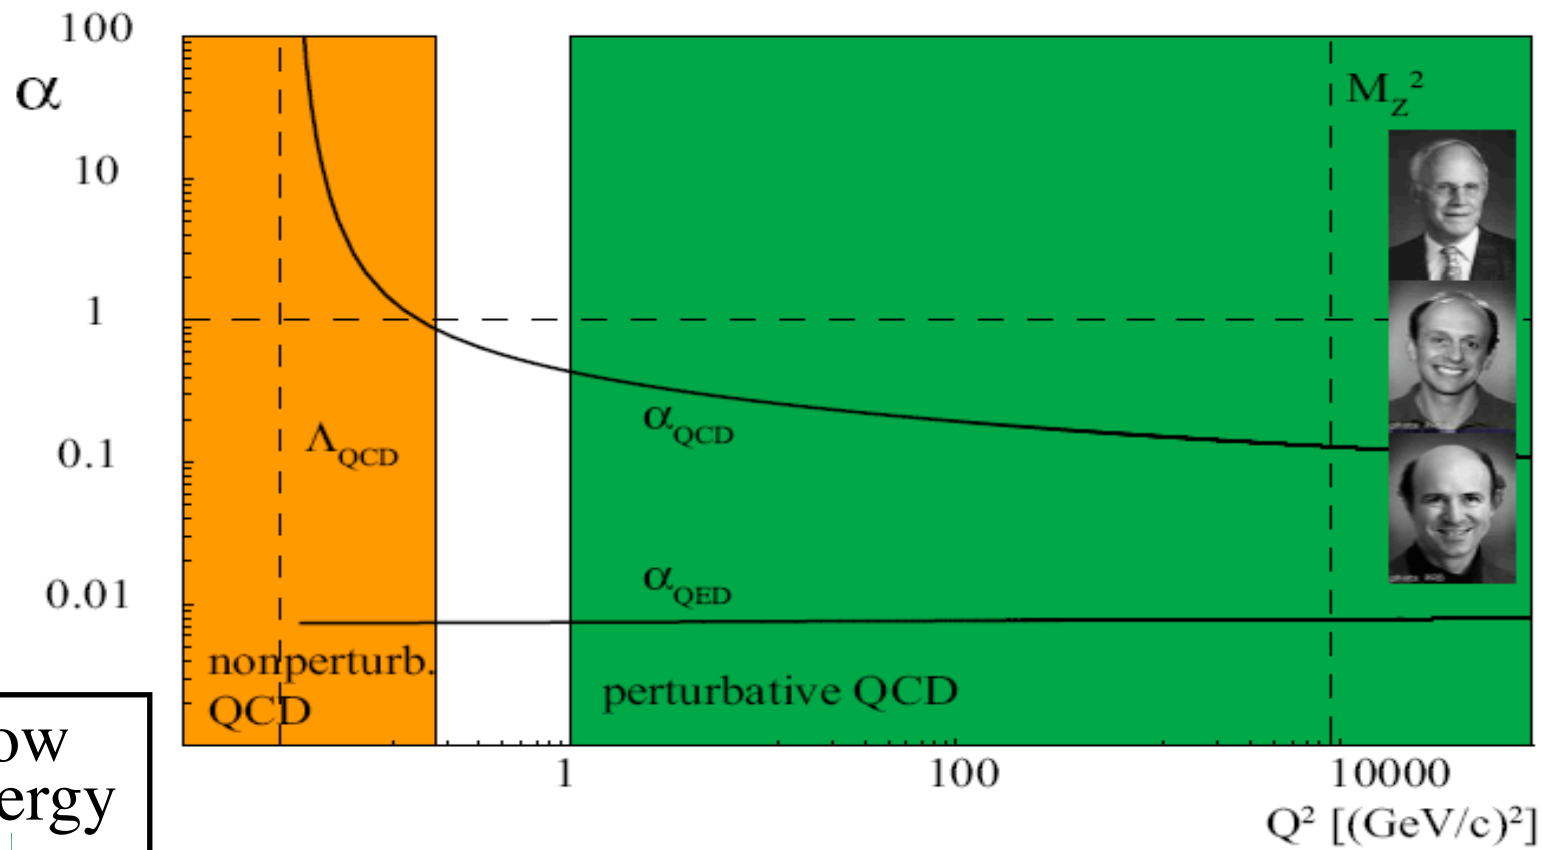 100
α
10
1
0.1
0.01
M_Z²
Λ_QCD
α_QCD
α_QED
nonperturb.
QCD
perturbative QCD
1
100
10000
Q² [(GeV/c)²]
ow
ergy